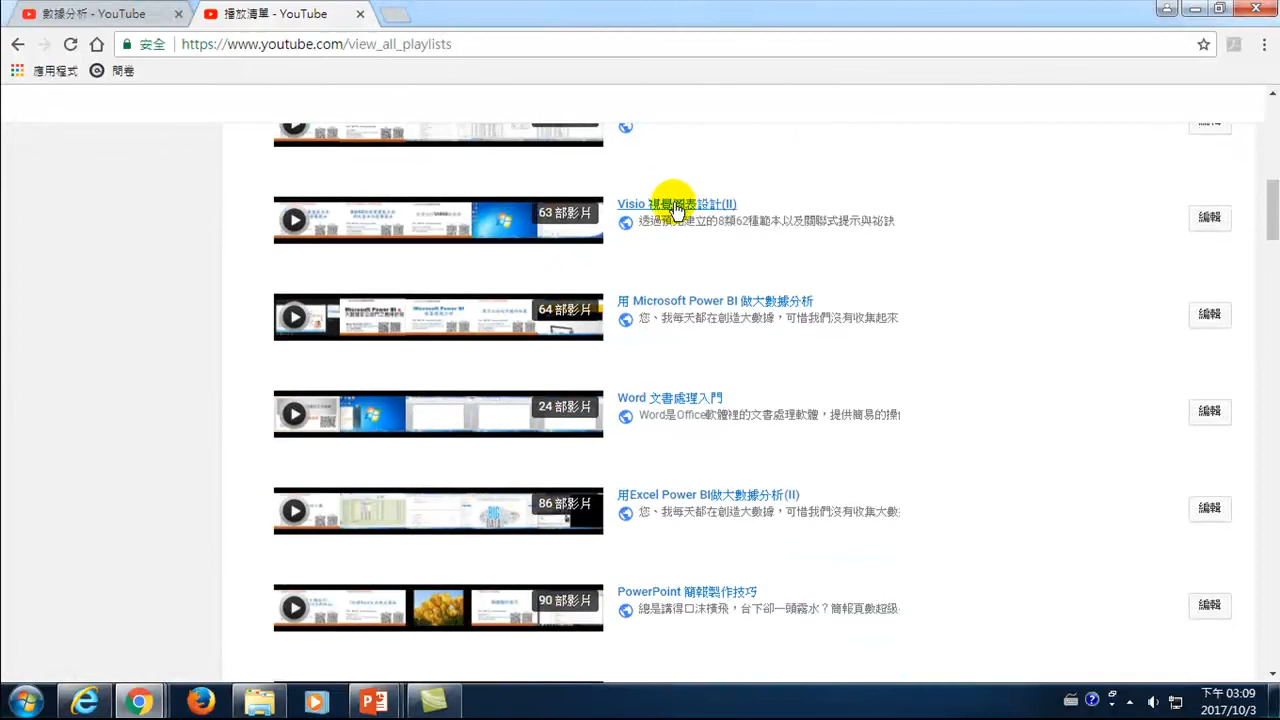 數據分析 - YouTube
播放清單 - YouTube
安全
https://www.youtube.com/view_all_playlists
應用程式
問卷
Visio 視覺圖表設計(II)
63 部影片
透過預先建立的8類62種範本以及關聯式提示與祕訣
編輯
用 Microsoft Power BI 做大數據分析
64 部影片
您、我每天都在創造大數據，可惜我們沒有收集起來
編輯
Word 文書處理入門
24 部影片
Word是Office軟體裡的文書處理軟體，提供簡易的操
編輯
用Excel Power BI做大數據分析(II)
86 部影片
您、我每天都在創造大數據，可惜我們沒有收集大數
編輯
PowerPoint 簡報製作技巧
90 部影片
總是講得口沫橫飛，台下卻一頭霧水？簡報頁數超級
編輯
下午 03:09
2017/10/3